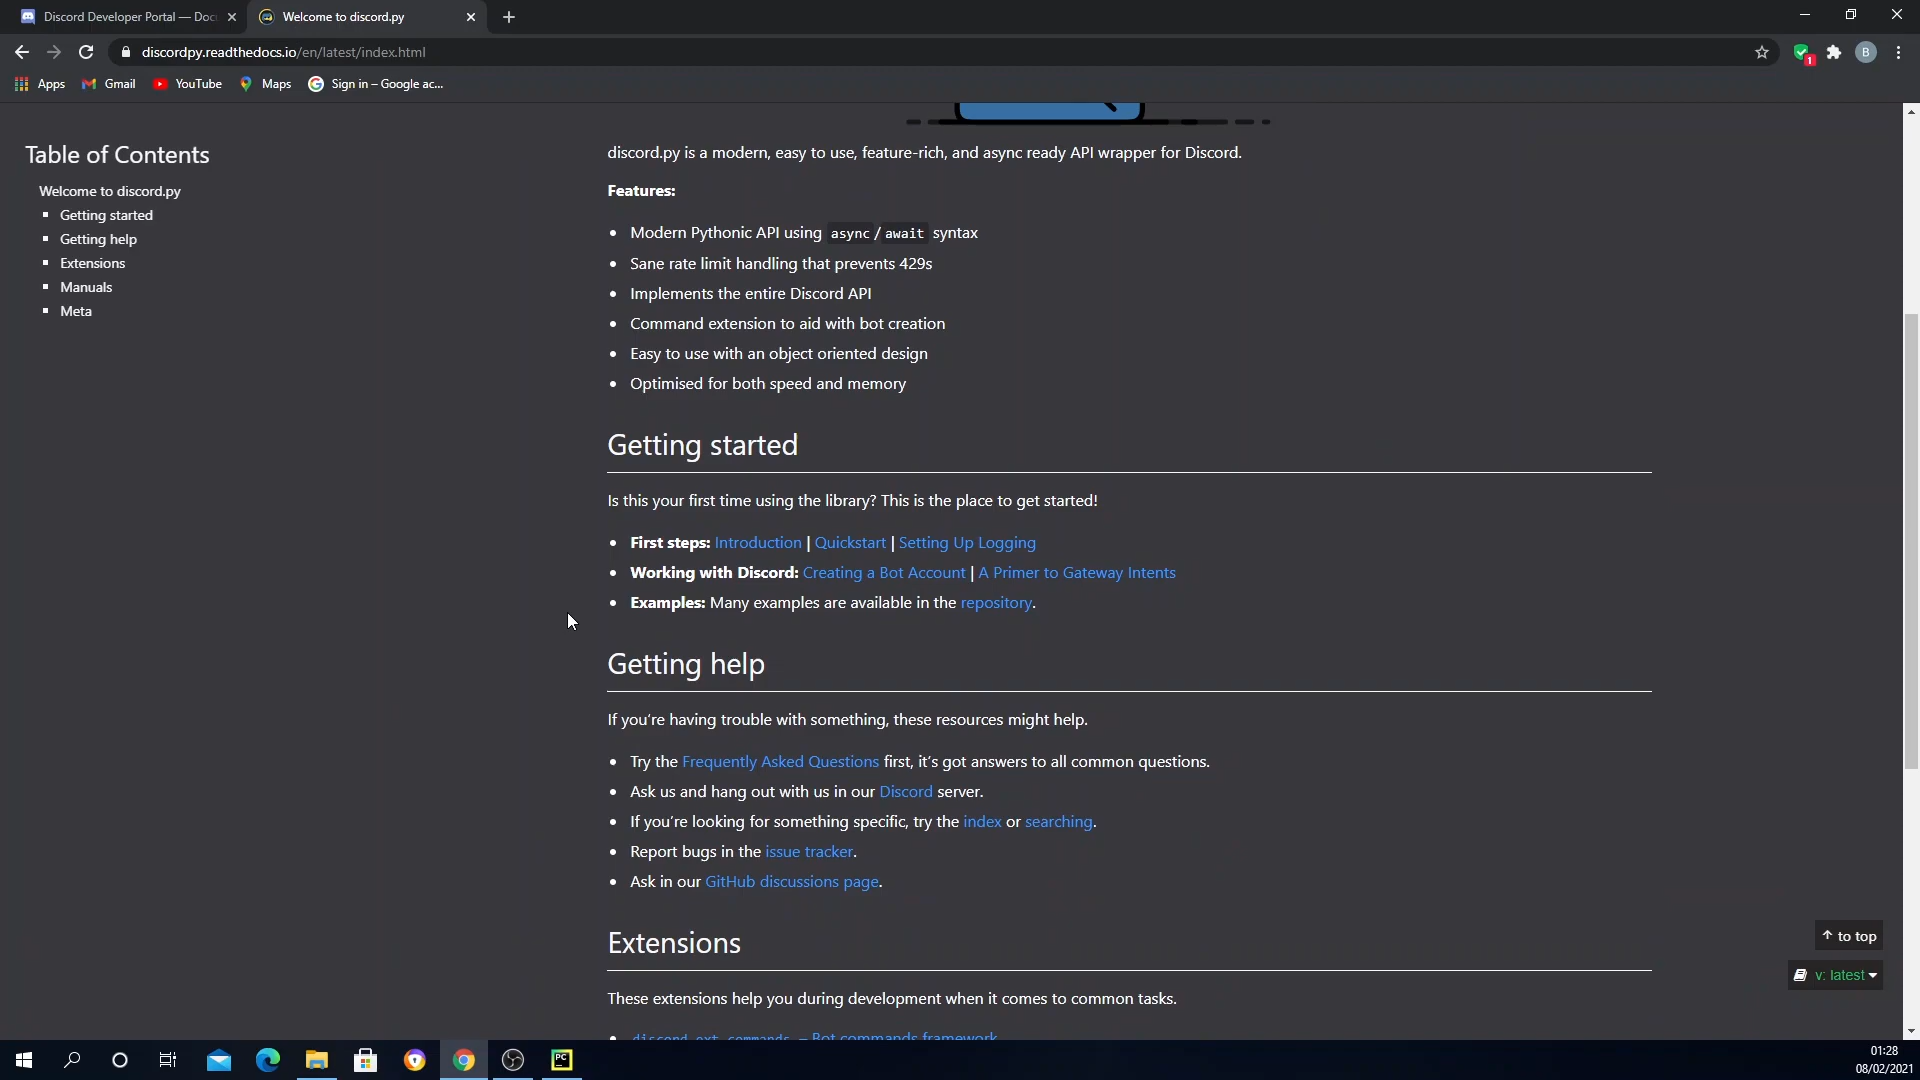 Discord Developer Portal — Doc
Welcome to discord.py
discordpy.readthedocs.io/en/latest/index.html
1
B
Apps
Gmail
YouTube
Maps
Sign in – Google ac...
Table of Contents
Welcome to discord.py
Getting started
Getting help
Extensions
Manuals
Meta
discord.py is a modern, easy to use, feature-rich, and async ready API wrapper for Discord.
Features:
Modern Pythonic API using async / await syntax
Sane rate limit handling that prevents 429s
Implements the entire Discord API
Command extension to aid with bot creation
Easy to use with an object oriented design
Optimised for both speed and memory
Getting started
Is this your first time using the library? This is the place to get started!
First steps: Introduction | Quickstart | Setting Up Logging
Working with Discord: Creating a Bot Account | A Primer to Gateway Intents
Examples: Many examples are available in the repository.
Getting help
If you're having trouble with something, these resources might help.
Try the Frequently Asked Questions first, it's got answers to all common questions.
Ask us and hang out with us in our Discord server.
If you're looking for something specific, try the index or searching.
Report bugs in the issue tracker.
Ask in our GitHub discussions page.
Extensions
These extensions help you during development when it comes to common tasks.
discord.ext.commands – Bot commands framework
↑ to top
v: latest
PC
01:28
08/02/2021